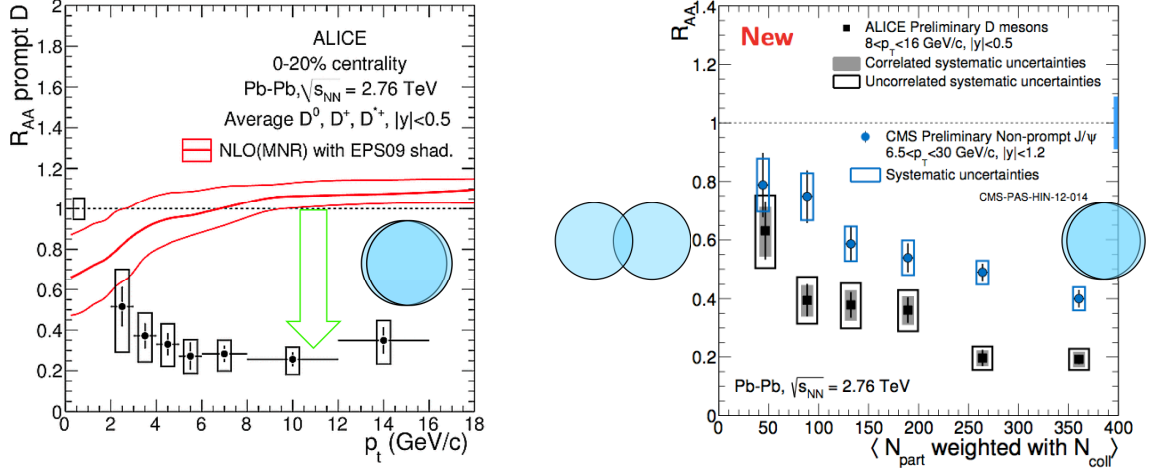 R_AA prompt D
2
1.8
1.6
1.4
1.2
1
0.8
0.6
0.4
0.2
0
ALICE
0-20% centrality
Pb-Pb, √s_NN = 2.76 TeV
Average D⁰, D⁺, D*⁺, |y|<0.5
NLO(MNR) with EPS09 shad.
0 2 4 6 8 10 12 14 16 18
p_t (GeV/c)
R_AA
1.4
1.2
1
0.8
0.6
0.4
0.2
0
New
ALICE Preliminary D mesons
8<p_T<16 GeV/c, |y|<0.5
Correlated systematic uncertainties
Uncorrelated systematic uncertainties
CMS Preliminary Non-prompt J/ψ
6.5<p_T<30 GeV/c, |y|<1.2
Systematic uncertainties
CMS-PAS-HIN-12-014
Pb-Pb, √s_NN = 2.76 TeV
0 50 100 150 200 250 300 350 400
⟨ N_part weighted with N_coll ⟩